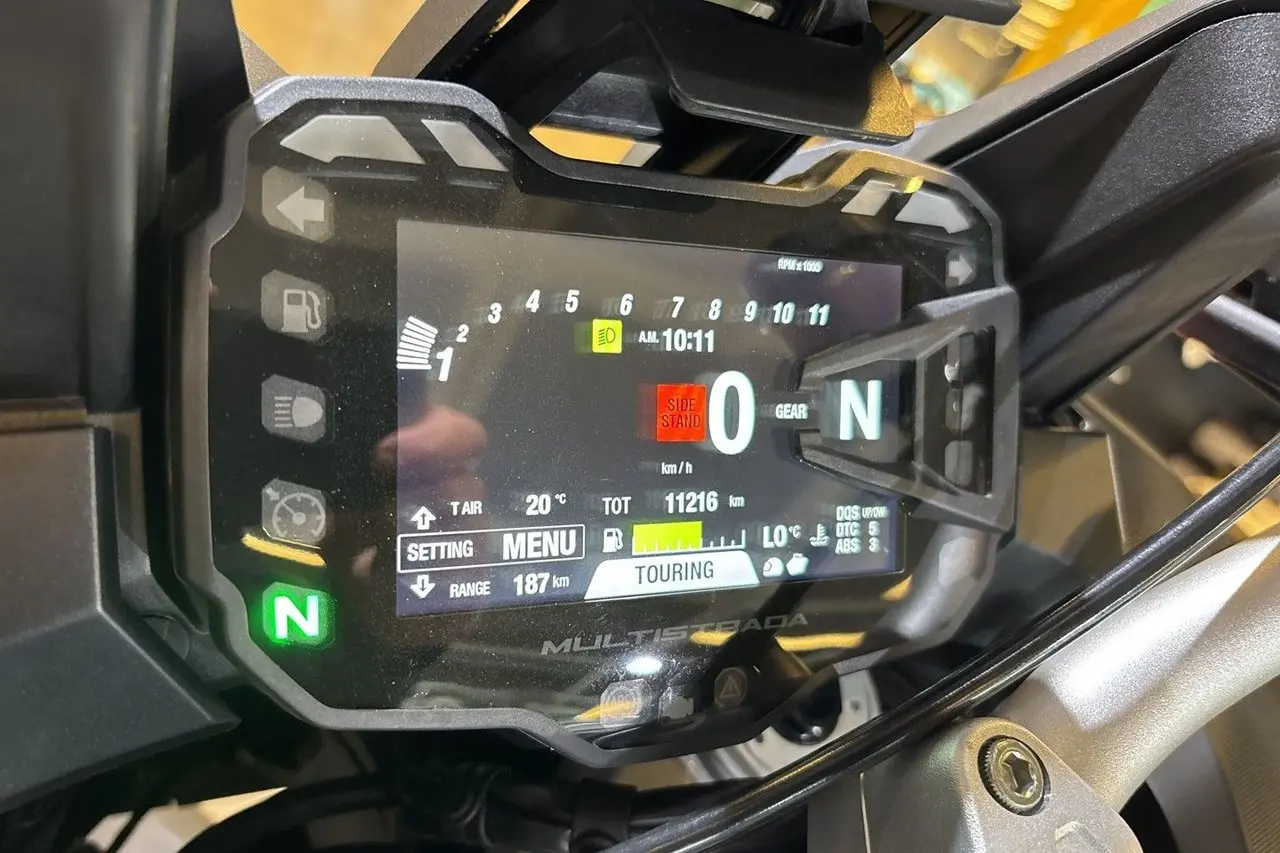 RPM x 1000
1 2 3 4 5 6 7 8 9 10 11
A.M. 10:11
SIDE
STAND
0
GEAR
N
km/h
T AIR 20 °C
TOT 11216 km
SETTING MENU
LO °C
DQS UP/DW
DTC 5
ABS 3
RANGE 187 km
TOURING
N
MULTISTRADA